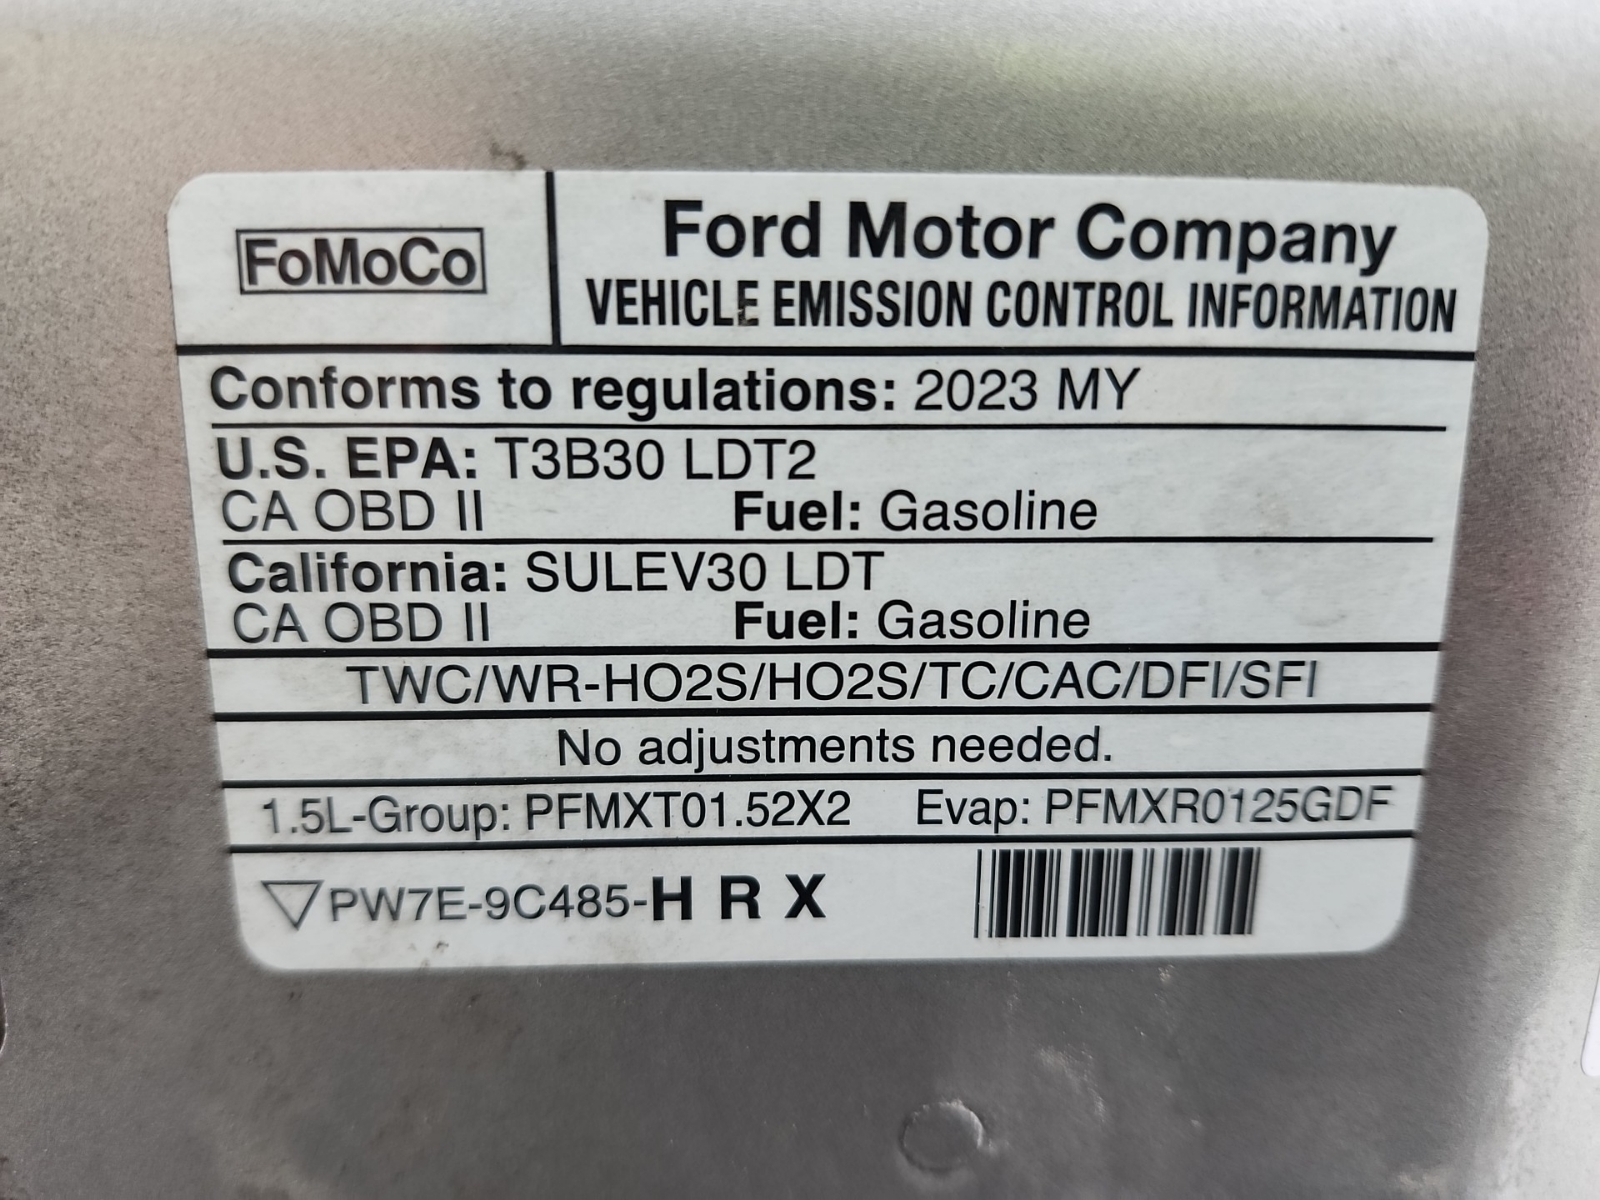 FoMoCo
Ford Motor Company
VEHICLE EMISSION CONTROL INFORMATION
Conforms to regulations: 2023 MY
U.S. EPA: T3B30 LDT2
CA OBD II Fuel: Gasoline
California: SULEV30 LDT
CA OBD II Fuel: Gasoline
TWC/WR-HO2S/HO2S/TC/CAC/DFI/SFI
No adjustments needed.
1.5L-Group: PFMXT01.52X2 Evap: PFMXR0125GDF
PW7E-9C485-H R X